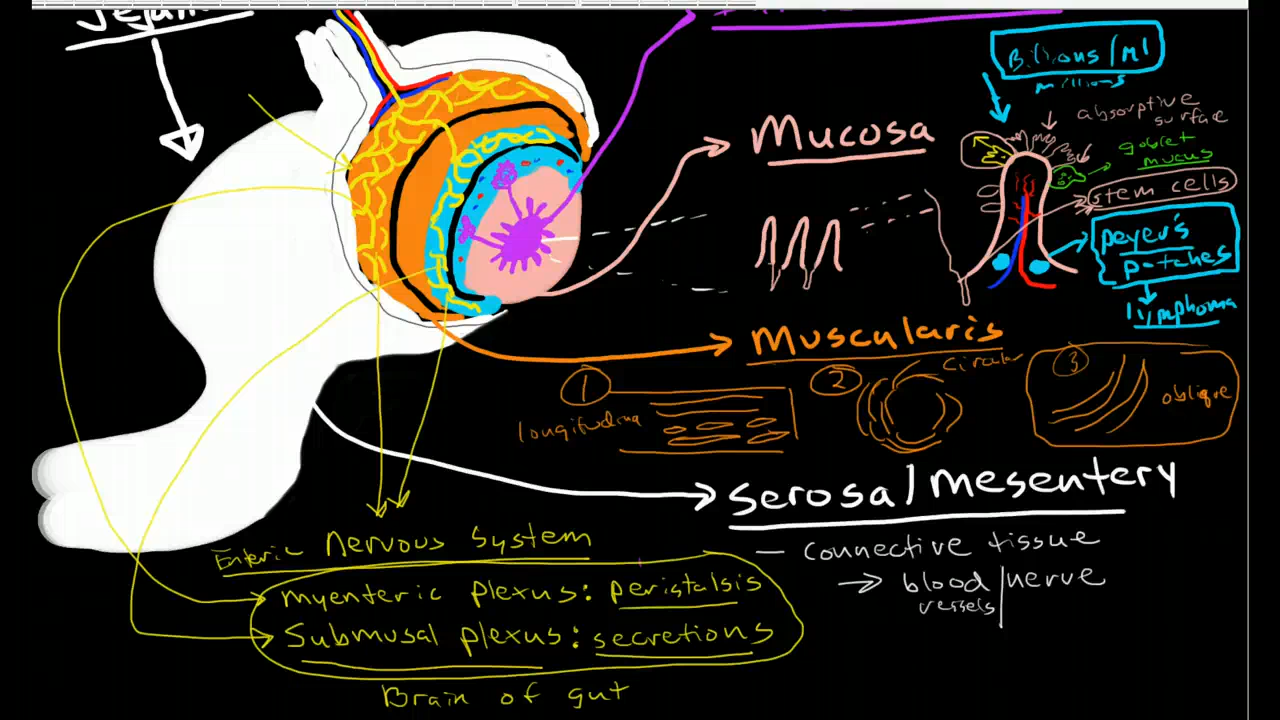 Billions/ml
millions
absorptive
surface
Mucosa
goblet
mucus
stem cells
peyer's
patches
lymphoma
Muscularis
① longitudinal
② circular
③ oblique
serosa/mesentery
- connective tissue
→ blood/nerve
vessels
Enteric nervous system
myenteric plexus: peristalsis
Submusal plexus: secretions
Brain of gut